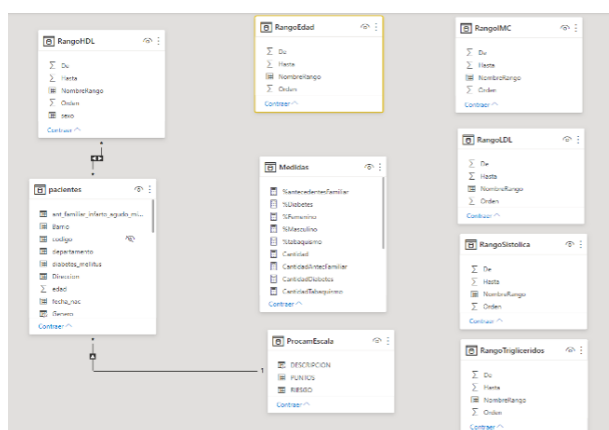 RangoHDL
De
Hasta
NombreRango
Orden
sexo
Contraer
RangoEdad
De
Hasta
NombreRango
Orden
Contraer
RangoIMC
De
Hasta
NombreRango
Orden
Contraer
RangoLDL
De
Hasta
NombreRango
Orden
Contraer
*
*
pacientes
ant_familiar_infarto_agudo_mi...
Barrio
codigo
departamento
diabetes_mellitus
Direccion
edad
fecha_nac
Genero
Contraer
Medidas
%antecedentesFamiliar
%Diabetes
%Femenino
%Masculino
%tabaquismo
Cantidad
CantidadAntecFamiliar
CantidadDiabetes
CantidadTabaquismo
Contraer
RangoSistolica
De
Hasta
NombreRango
Orden
Contraer
*
1
ProcamEscala
DESCRIPCION
PUNTOS
RIESGO
Contraer
RangoTrigliceridos
De
Hasta
NombreRango
Orden
Contraer